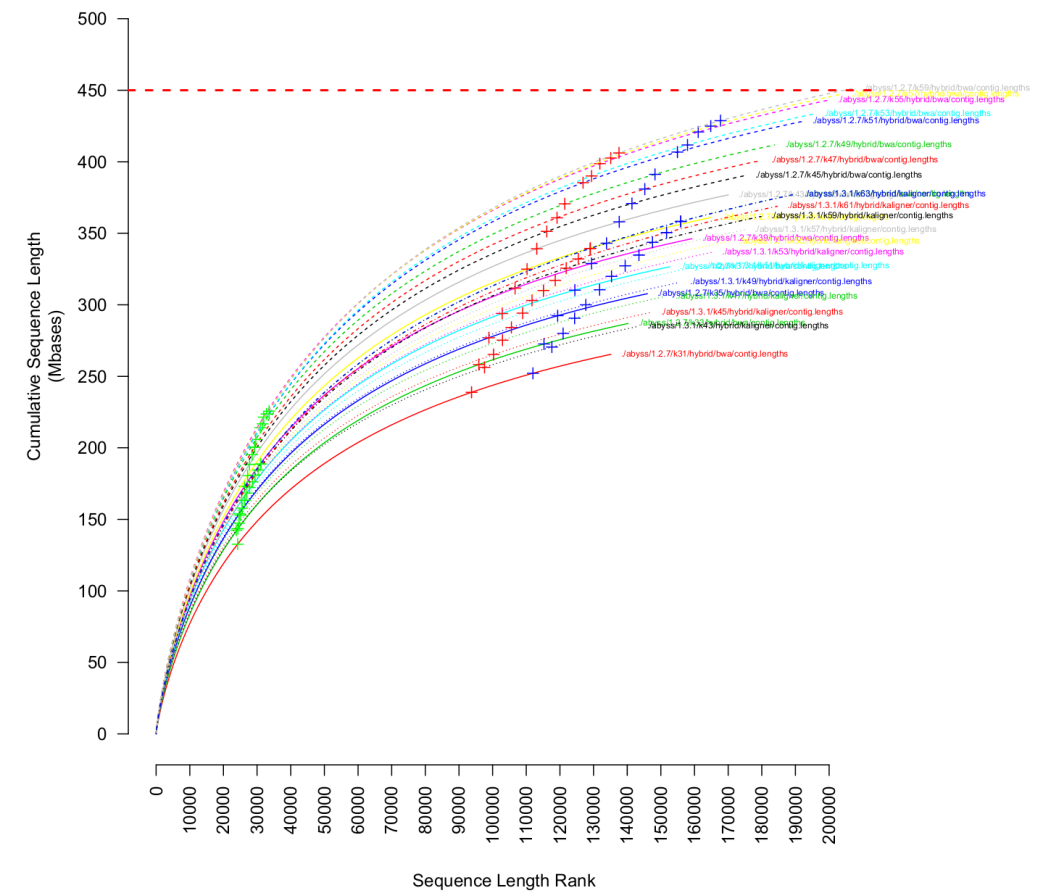 500
450
400
350
300
250
200
150
100
50
0
Cumulative Sequence Length
(Mbases)
./abyss/1.2.7/k59/hybrid/bwa/contig.lengths
./abyss/1.2.7/k55/hybrid/bwa/contig.lengths
./abyss/1.2.7/k53/hybrid/bwa/contig.lengths
./abyss/1.2.7/k51/hybrid/bwa/contig.lengths
./abyss/1.2.7/k49/hybrid/bwa/contig.lengths
./abyss/1.2.7/k47/hybrid/bwa/contig.lengths
./abyss/1.2.7/k45/hybrid/bwa/contig.lengths
./abyss/1.3.1/k63/hybrid/kaligner/contig.lengths
./abyss/1.3.1/k61/hybrid/kaligner/contig.lengths
./abyss/1.3.1/k59/hybrid/kaligner/contig.lengths
./abyss/1.3.1/k57/hybrid/kaligner/contig.lengths
./abyss/1.2.7/k39/hybrid/bwa/contig.lengths
./abyss/1.3.1/k53/hybrid/kaligner/contig.lengths
./abyss/1.3.1/k49/hybrid/kaligner/contig.lengths
./abyss/1.2.7/k35/hybrid/bwa/contig.lengths
./abyss/1.3.1/k45/hybrid/kaligner/contig.lengths
./abyss/1.3.1/k43/hybrid/kaligner/contig.lengths
./abyss/1.2.7/k31/hybrid/bwa/contig.lengths
0
10000
20000
30000
40000
50000
60000
70000
80000
90000
100000
110000
120000
130000
140000
150000
160000
170000
180000
190000
200000
Sequence Length Rank